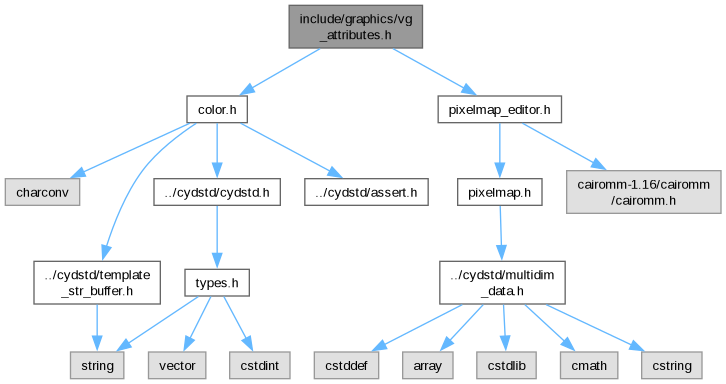 include/graphics/vg
_attributes.h
color.h
pixelmap_editor.h
charconv
../cydstd/cydstd.h
../cydstd/assert.h
pixelmap.h
cairomm-1.16/cairomm
/cairomm.h
../cydstd/template
_str_buffer.h
types.h
../cydstd/multidim
_data.h
string
vector
cstdint
cstddef
array
cstdlib
cmath
cstring